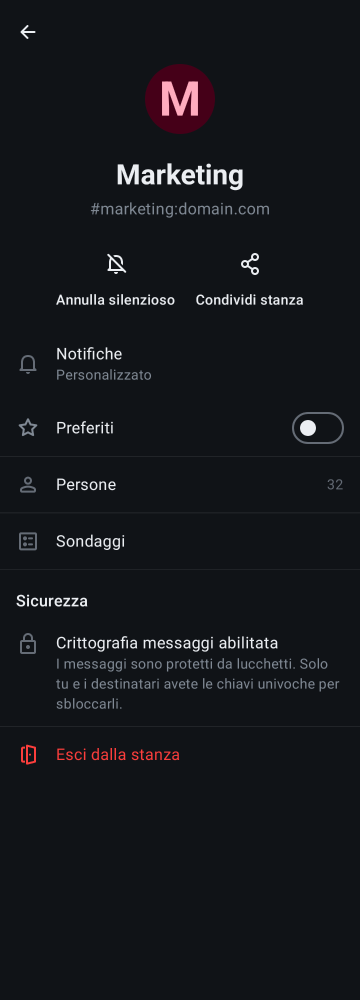 M
Marketing
#marketing:domain.com
Annulla silenzioso
Condividi stanza
Notifiche
Personalizzato
Preferiti
Persone
32
Sondaggi
Sicurezza
Crittografia messaggi abilitata
I messaggi sono protetti da lucchetti. Solo
tu e i destinatari avete le chiavi univoche per
sbloccarli.
Esci dalla stanza